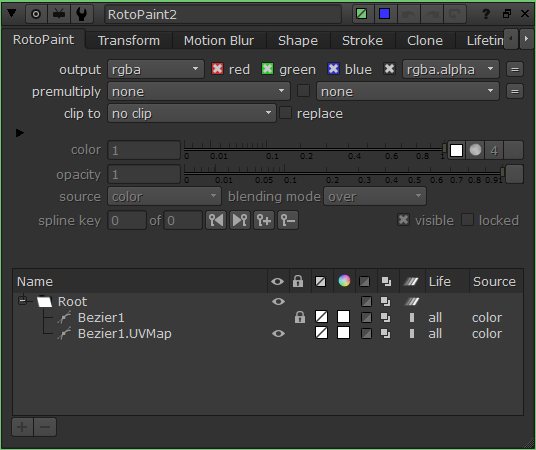 RotoPaint2
RotoPaint Transform Motion Blur Shape Stroke Clone Lifetim
output rgba red green blue rgba.alpha =
premultiply none none =
clip to no clip replace
color 1 0 0.01 0.1 0.2 0.4 0.6 0.8 1 4
opacity 1 0 0.01 0.05 0.1 0.2 0.3 0.4 0.5 0.6 0.7 0.8 0.91
source color blending mode over
spline key 0 of 0 visible locked
Name Life Source
Root
Bezier1 all color
Bezier1.UVMap all color